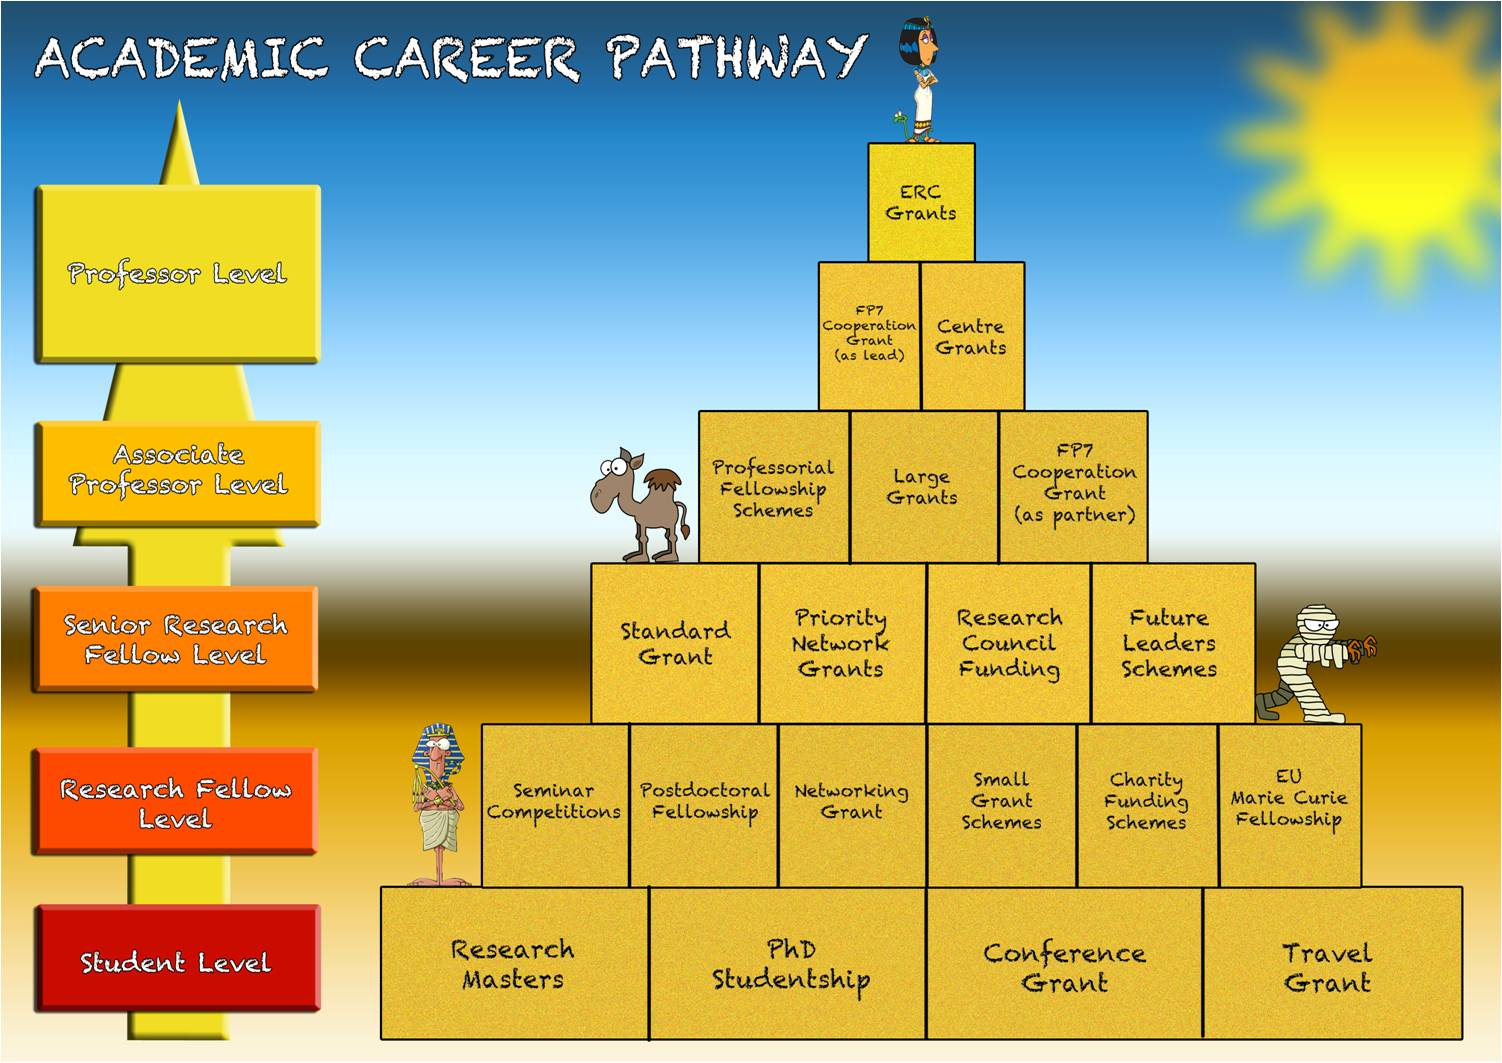 ACADEMIC CAREER PATHWAY
Professor Level
Associate
Professor Level
Senior Research
Fellow Level
Research Fellow
Level
Student Level
ERC
Grants
FP7
Cooperation
Grant
(as lead)
Centre
Grants
Professorial
Fellowship
Schemes
Large
Grants
FP7
Cooperation
Grant
(as partner)
Standard
Grant
Priority
Network
Grants
Research
Council
Funding
Future
Leaders
Schemes
Seminar
Competitions
Postdoctoral
Fellowship
Networking
Grant
Small
Grant
Schemes
Charity
Funding
Schemes
EU
Marie Curie
Fellowship
Research
Masters
PhD
Studentship
Conference
Grant
Travel
Grant